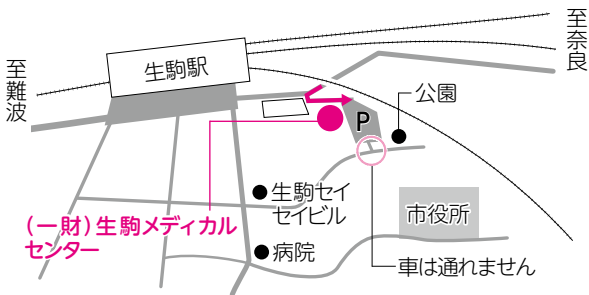 至奈良
生駒駅
至難波
公園
P
生駒セイ
セイビル
市役所
(一財)生駒メディカル
センター
病院
車は通れません